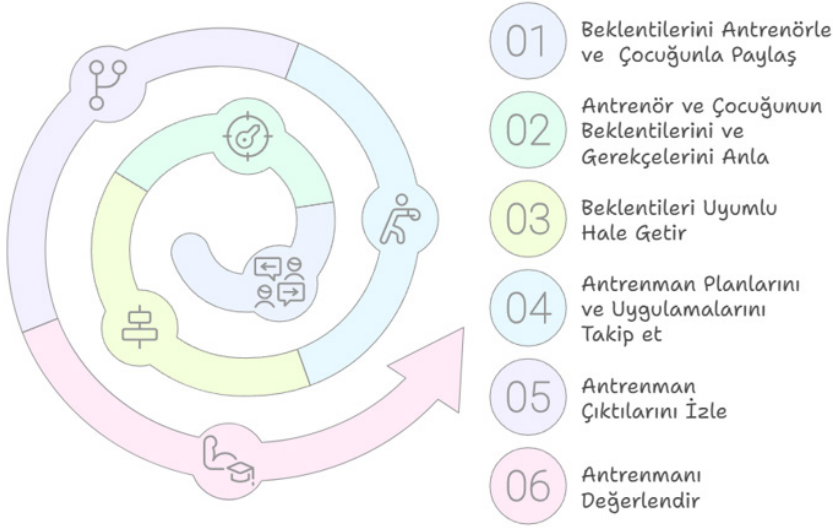 01
Beklentilerini Antrenörle
ve Çocuğunla Paylaş
02
Antrenör ve Çocuğunun
Beklentilerini ve
Gerekçelerini Anla
03
Beklentileri Uyumlu
Hale Getir
04
Antrenman Planlarını
ve Uygulamalarını
Takip et
05
Antrenman
Çıktılarını İzle
06
Antrenmanı
Değerlendir